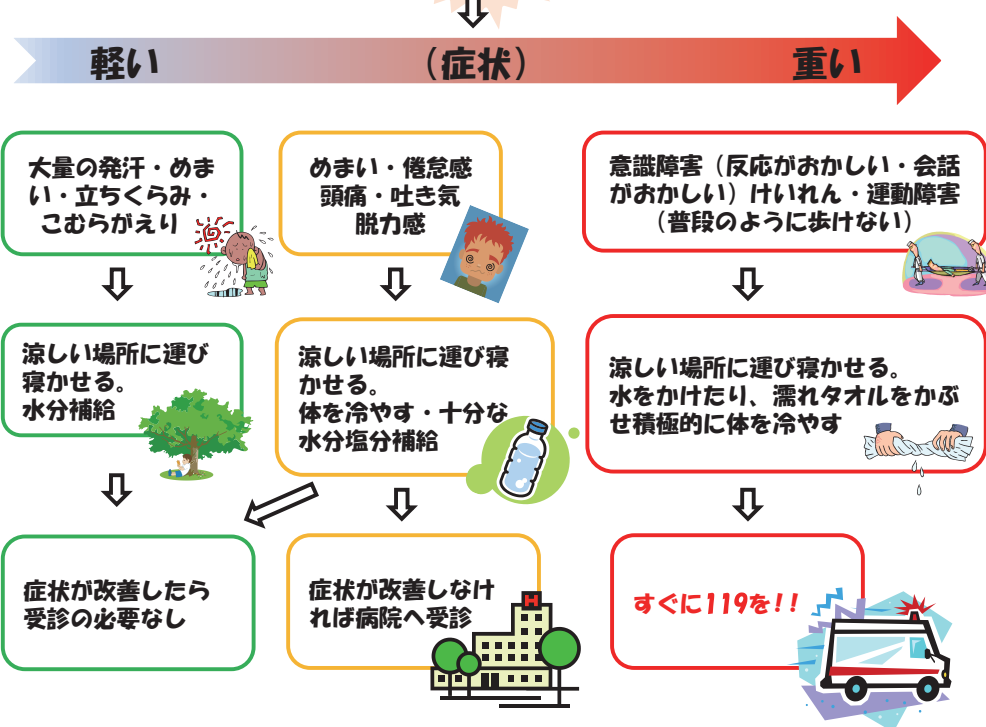 軽い
（症状）
重い
大量の発汗・めま
い・立ちくらみ・
こむらがえり
めまい・倦怠感
頭痛・吐き気
脱力感
意識障害（反応がおかしい・会話
がおかしい）けいれん・運動障害
（普段のように歩けない）
涼しい場所に運び
寝かせる。
水分補給
涼しい場所に運び寝
かせる。
体を冷やす・十分な
水分塩分補給
涼しい場所に運び寝かせる。
水をかけたり、濡れタオルをかぶ
せ積極的に体を冷やす
症状が改善したら
受診の必要なし
症状が改善しなけ
れば病院へ受診
H
すぐに119を!!